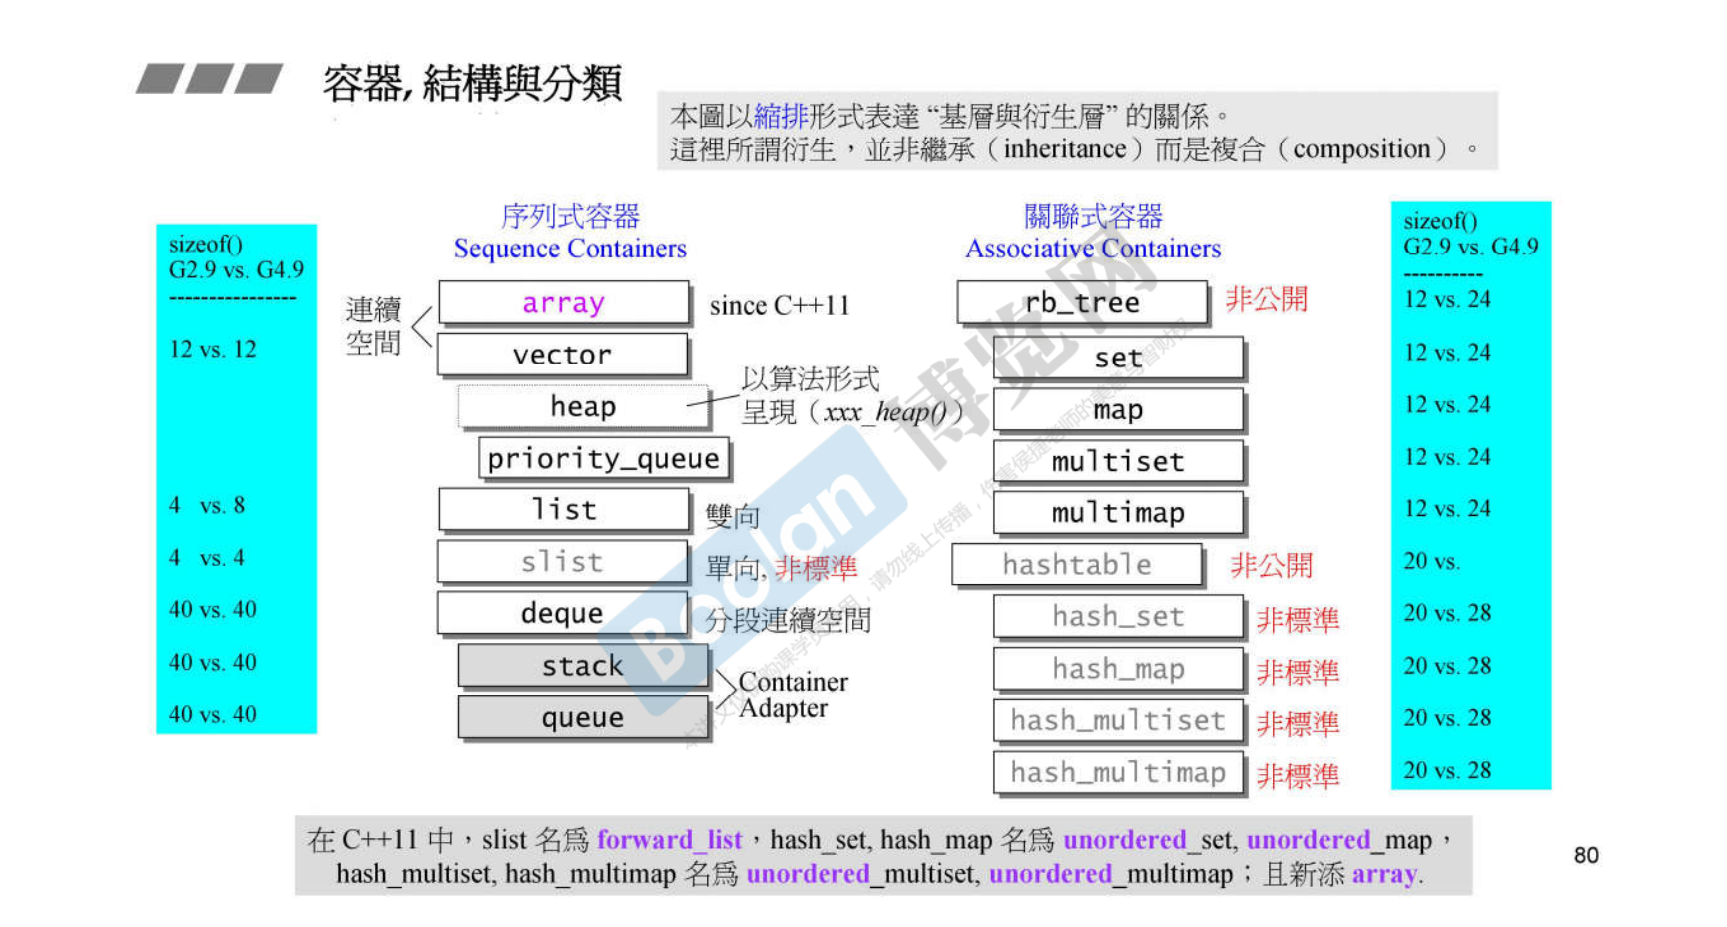 容器, 結構與分類
本圖以縮排形式表達 “基層與衍生層” 的關係。
這裡所謂衍生，並非繼承（inheritance）而是複合（composition）。
sizeof()
G2.9 vs. G4.9
----------------
12 vs. 12
4 vs. 8
4 vs. 4
40 vs. 40
40 vs. 40
40 vs. 40
序列式容器
Sequence Containers
連續
空間
array
since C++11
vector
heap
以算法形式
呈現（xxx_heap()）
priority_queue
list
雙向
slist
單向, 非標準
deque
分段連續空間
stack
queue
Container
Adapter
關聯式容器
Associative Containers
rb_tree
非公開
set
map
multiset
multimap
hashtable
非公開
hash_set
非標準
hash_map
非標準
hash_multiset
非標準
hash_multimap
非標準
sizeof()
G2.9 vs. G4.9
----------
12 vs. 24
12 vs. 24
12 vs. 24
12 vs. 24
12 vs. 24
20 vs.
20 vs. 28
20 vs. 28
20 vs. 28
20 vs. 28
Boolan 博览网
在 C++11 中，slist 名爲 forward_list，hash_set, hash_map 名爲 unordered_set, unordered_map，
hash_multiset, hash_multimap 名爲 unordered_multiset, unordered_multimap；且新添 array.
80